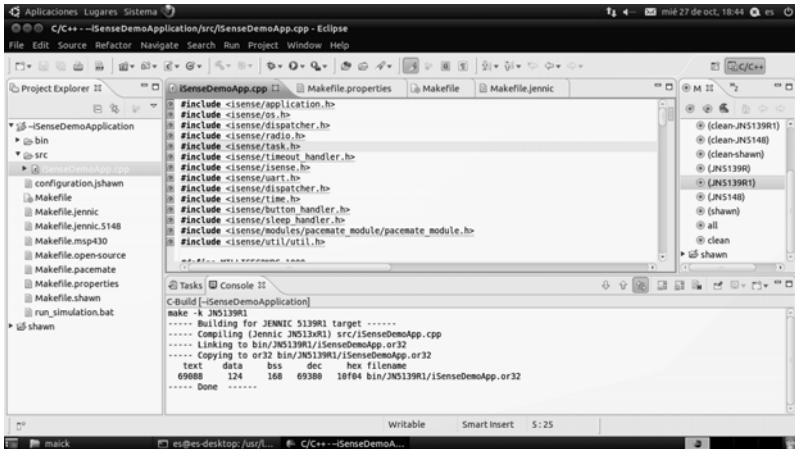 Aplicaciones Lugares Sistema
mié 27 de oct, 18:44 es
C/C++ - ~iSenseDemoApplication/src/iSenseDemoApp.cpp - Eclipse
File Edit Source Refactor Navigate Search Run Project Window Help
C/C++
Project Explorer
iSenseDemoApp.cpp
Makefile.properties
Makefile
Makefile.jennic
M
~iSenseDemoApplication
bin
src
iSenseDemoApp.cpp
configuration.jshawn
Makefile
Makefile.jennic
Makefile.jennic.5148
Makefile.msp430
Makefile.open-source
Makefile.pacemate
Makefile.properties
Makefile.shawn
run_simulation.bat
shawn
#include <isense/application.h>
#include <isense/os.h>
#include <isense/dispatcher.h>
#include <isense/radio.h>
#include <isense/task.h>
#include <isense/timeout_handler.h>
#include <isense/isense.h>
#include <isense/uart.h>
#include <isense/dispatcher.h>
#include <isense/time.h>
#include <isense/button_handler.h>
#include <isense/sleep_handler.h>
#include <isense/modules/pacemate_module/pacemate_module.h>
#include <isense/util/util.h>
#define MILLISECONDS 1000
(clean-JN5139R1)
(clean-JN5148)
(clean-shawn)
(JN5139R)
(JN5139R1)
(JN5148)
(shawn)
all
clean
shawn
Tasks Console
C-Build [~iSenseDemoApplication]
make -k JN5139R1
----- Building for JENNIC 5139R1 target ------
----- Compiling (Jennic JN513xR1) src/iSenseDemoApp.cpp
----- Linking to bin/JN5139R1/iSenseDemoApp.or32
----- Copying to or32 bin/JN5139R1/iSenseDemoApp.or32
text data bss dec hex filename
69088 124 168 69380 10f04 bin/JN5139R1/iSenseDemoApp.or32
----- Done ------
Writable Smart Insert 5 : 25
maick
es@es-desktop: /usr/l...
C/C++ - ~iSenseDemoA...